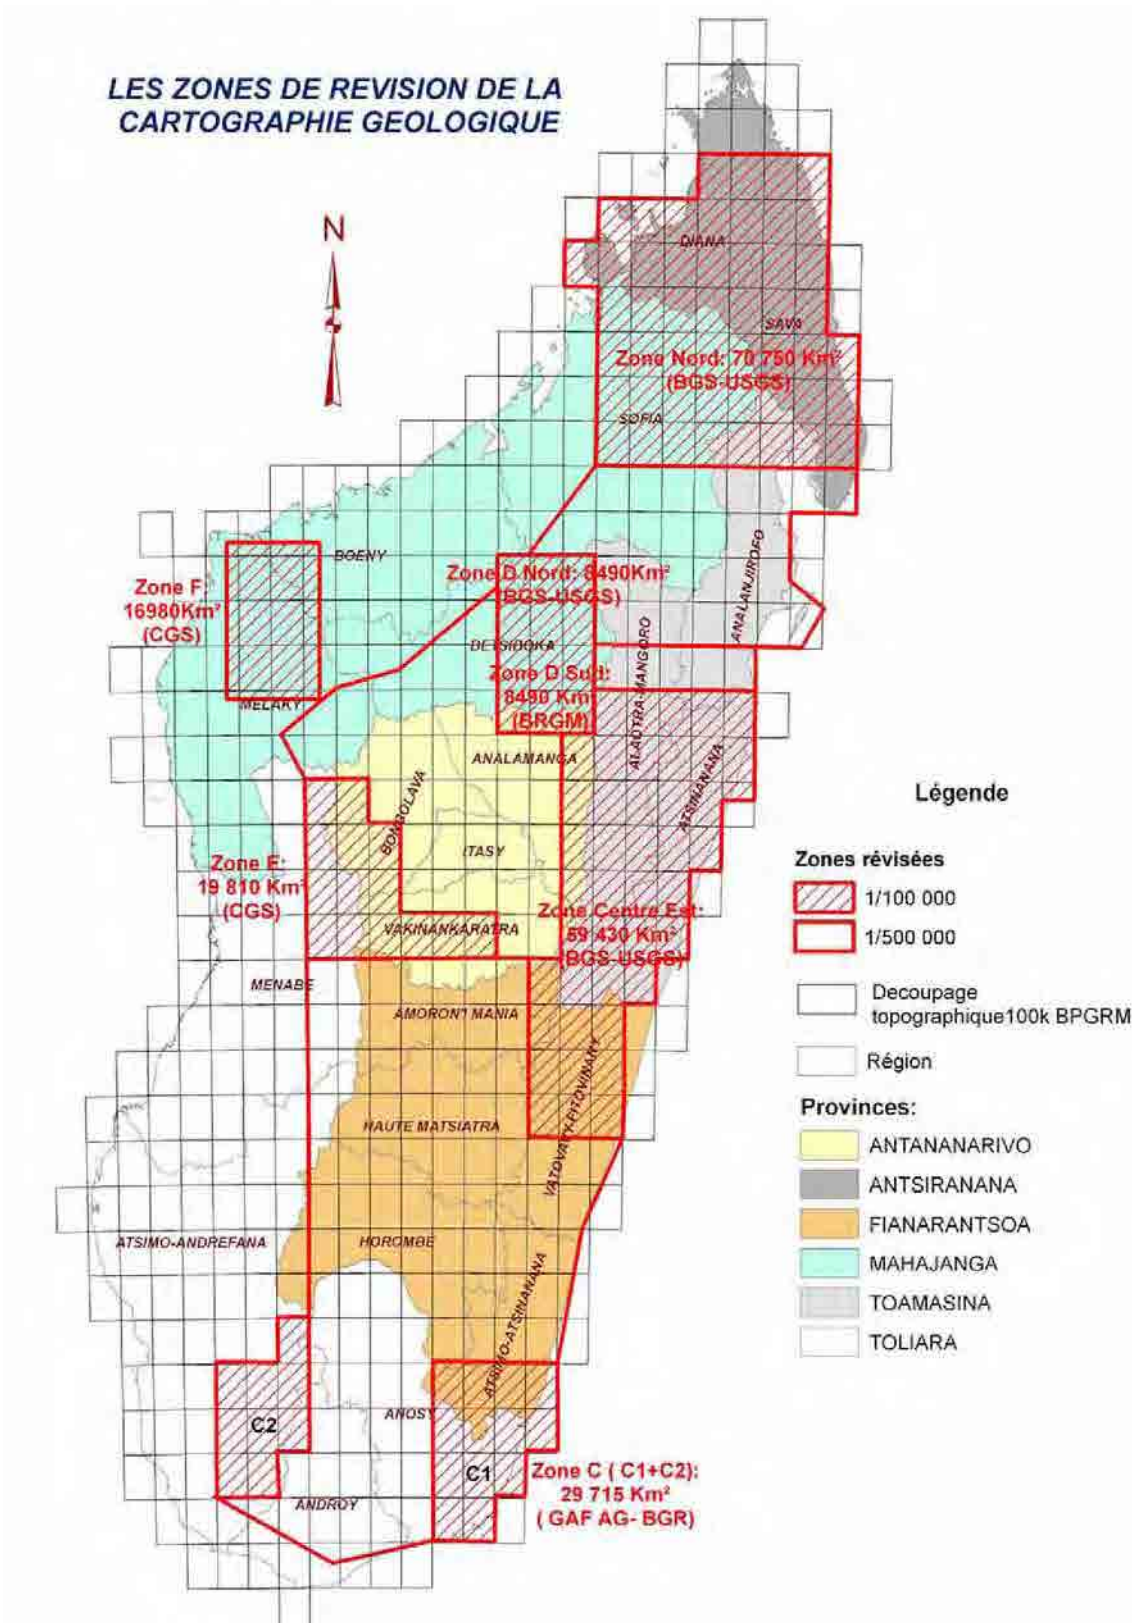 LES ZONES DE REVISION DE LA
CARTOGRAPHIE GEOLOGIQUE
N
DIANA
SAVA
Zone Nord: 70 750 Km²
(BGS-USGS)
SOFIA
BOENY
Zone F:
16980Km²
(CGS)
Zone D Nord: 8490Km²
(BGS-USGS)
ANALANJIROFO
BETSIBOKA
Zone D Sud:
8490 Km²
(BRGM)
ALAOTRA-MANGORO
MELAKY
ANALAMANGA
ATSINANANA
BONGOLAVA
ITASY
Zone E:
19 810 Km²
(CGS)
Zone Centre Est:
59 430 Km²
(BGS-USGS)
VAKINANKARATRA
MENABE
AMORON'I MANIA
HAUTE MATSIATRA
VATOVAVY-FITOVINANY
ATSIMO-ANDREFANA
HOROMBE
ATSIMO-ATSINANANA
ANOSY
C2
C1
Zone C ( C1+C2):
29 715 Km²
( GAF AG- BGR)
ANDROY
Légende
Zones révisées
1/100 000
1/500 000
Decoupage
topographique100k BPGRM
Région
Provinces:
ANTANANARIVO
ANTSIRANANA
FIANARANTSOA
MAHAJANGA
TOAMASINA
TOLIARA